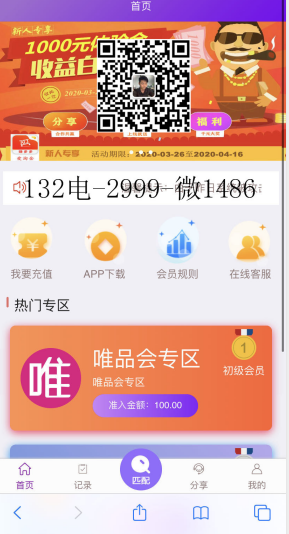 首页
新人专享
1000元体验金
收益白
分享
福利
新人专享 活动期限：2020-03-26至2020-04-16
132电-2999-微1486
我要充值
APP下载
会员规则
在线客服
热门专区
唯
唯品会专区
唯品会专区
准入金额：100.00
1
初级会员
首页
记录
匹配
分享
我的